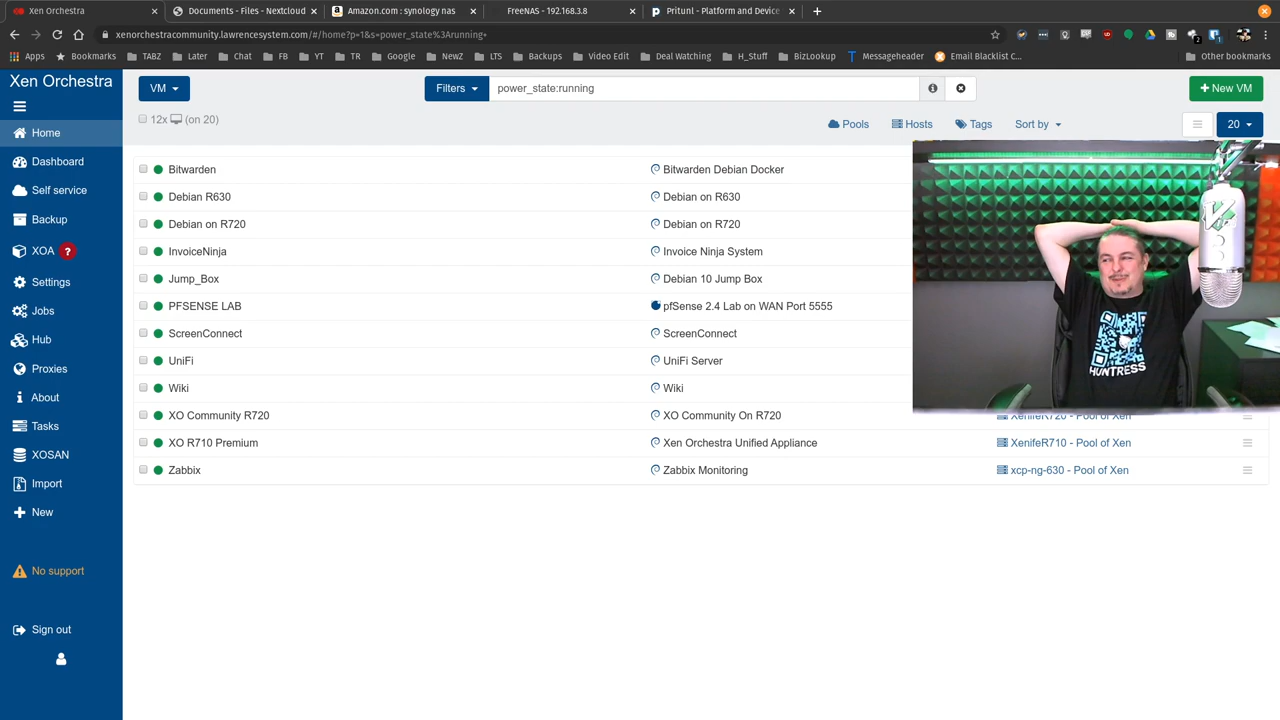 Xen Orchestra
Documents - Files - Nextcloud
Amazon.com : synology nas
FreeNAS - 192.168.3.8
Pritunl - Platform and Device
xenorchestracommunity.lawrencesystem.com/#/home?p=1&s=power_state%3Arunning+
Apps Bookmarks TABZ Later Chat FB YT TR Google LTS Backups NewZ Video Edit Deal Watching H_Stuff BizLookup Messageheader Email Blacklist C... Other bookmarks
Xen Orchestra
VM
Filters
power_state:running
New VM
12x (on 20)
Pools
Hosts
Tags
Sort by
20
Home
Dashboard
Self service
Backup
XOA ?
Settings
Jobs
Hub
Proxies
About
Tasks
XOSAN
Import
New
No support
Sign out
Bitwarden Bitwarden Debian Docker
Debian R630 Debian on R630
Debian on R720 Debian on R720
InvoiceNinja Invoice Ninja System
Jump_Box Debian 10 Jump Box
PFSENSE LAB pfSense 2.4 Lab on WAN Port 5555
ScreenConnect ScreenConnect
UniFi UniFi Server
Wiki Wiki
XO Community R720 XO Community On R720 XenifeR720 - Pool of Xen
XO R710 Premium Xen Orchestra Unified Appliance XenifeR710 - Pool of Xen
Zabbix Zabbix Monitoring xcp-ng-630 - Pool of Xen
HUNTRESS